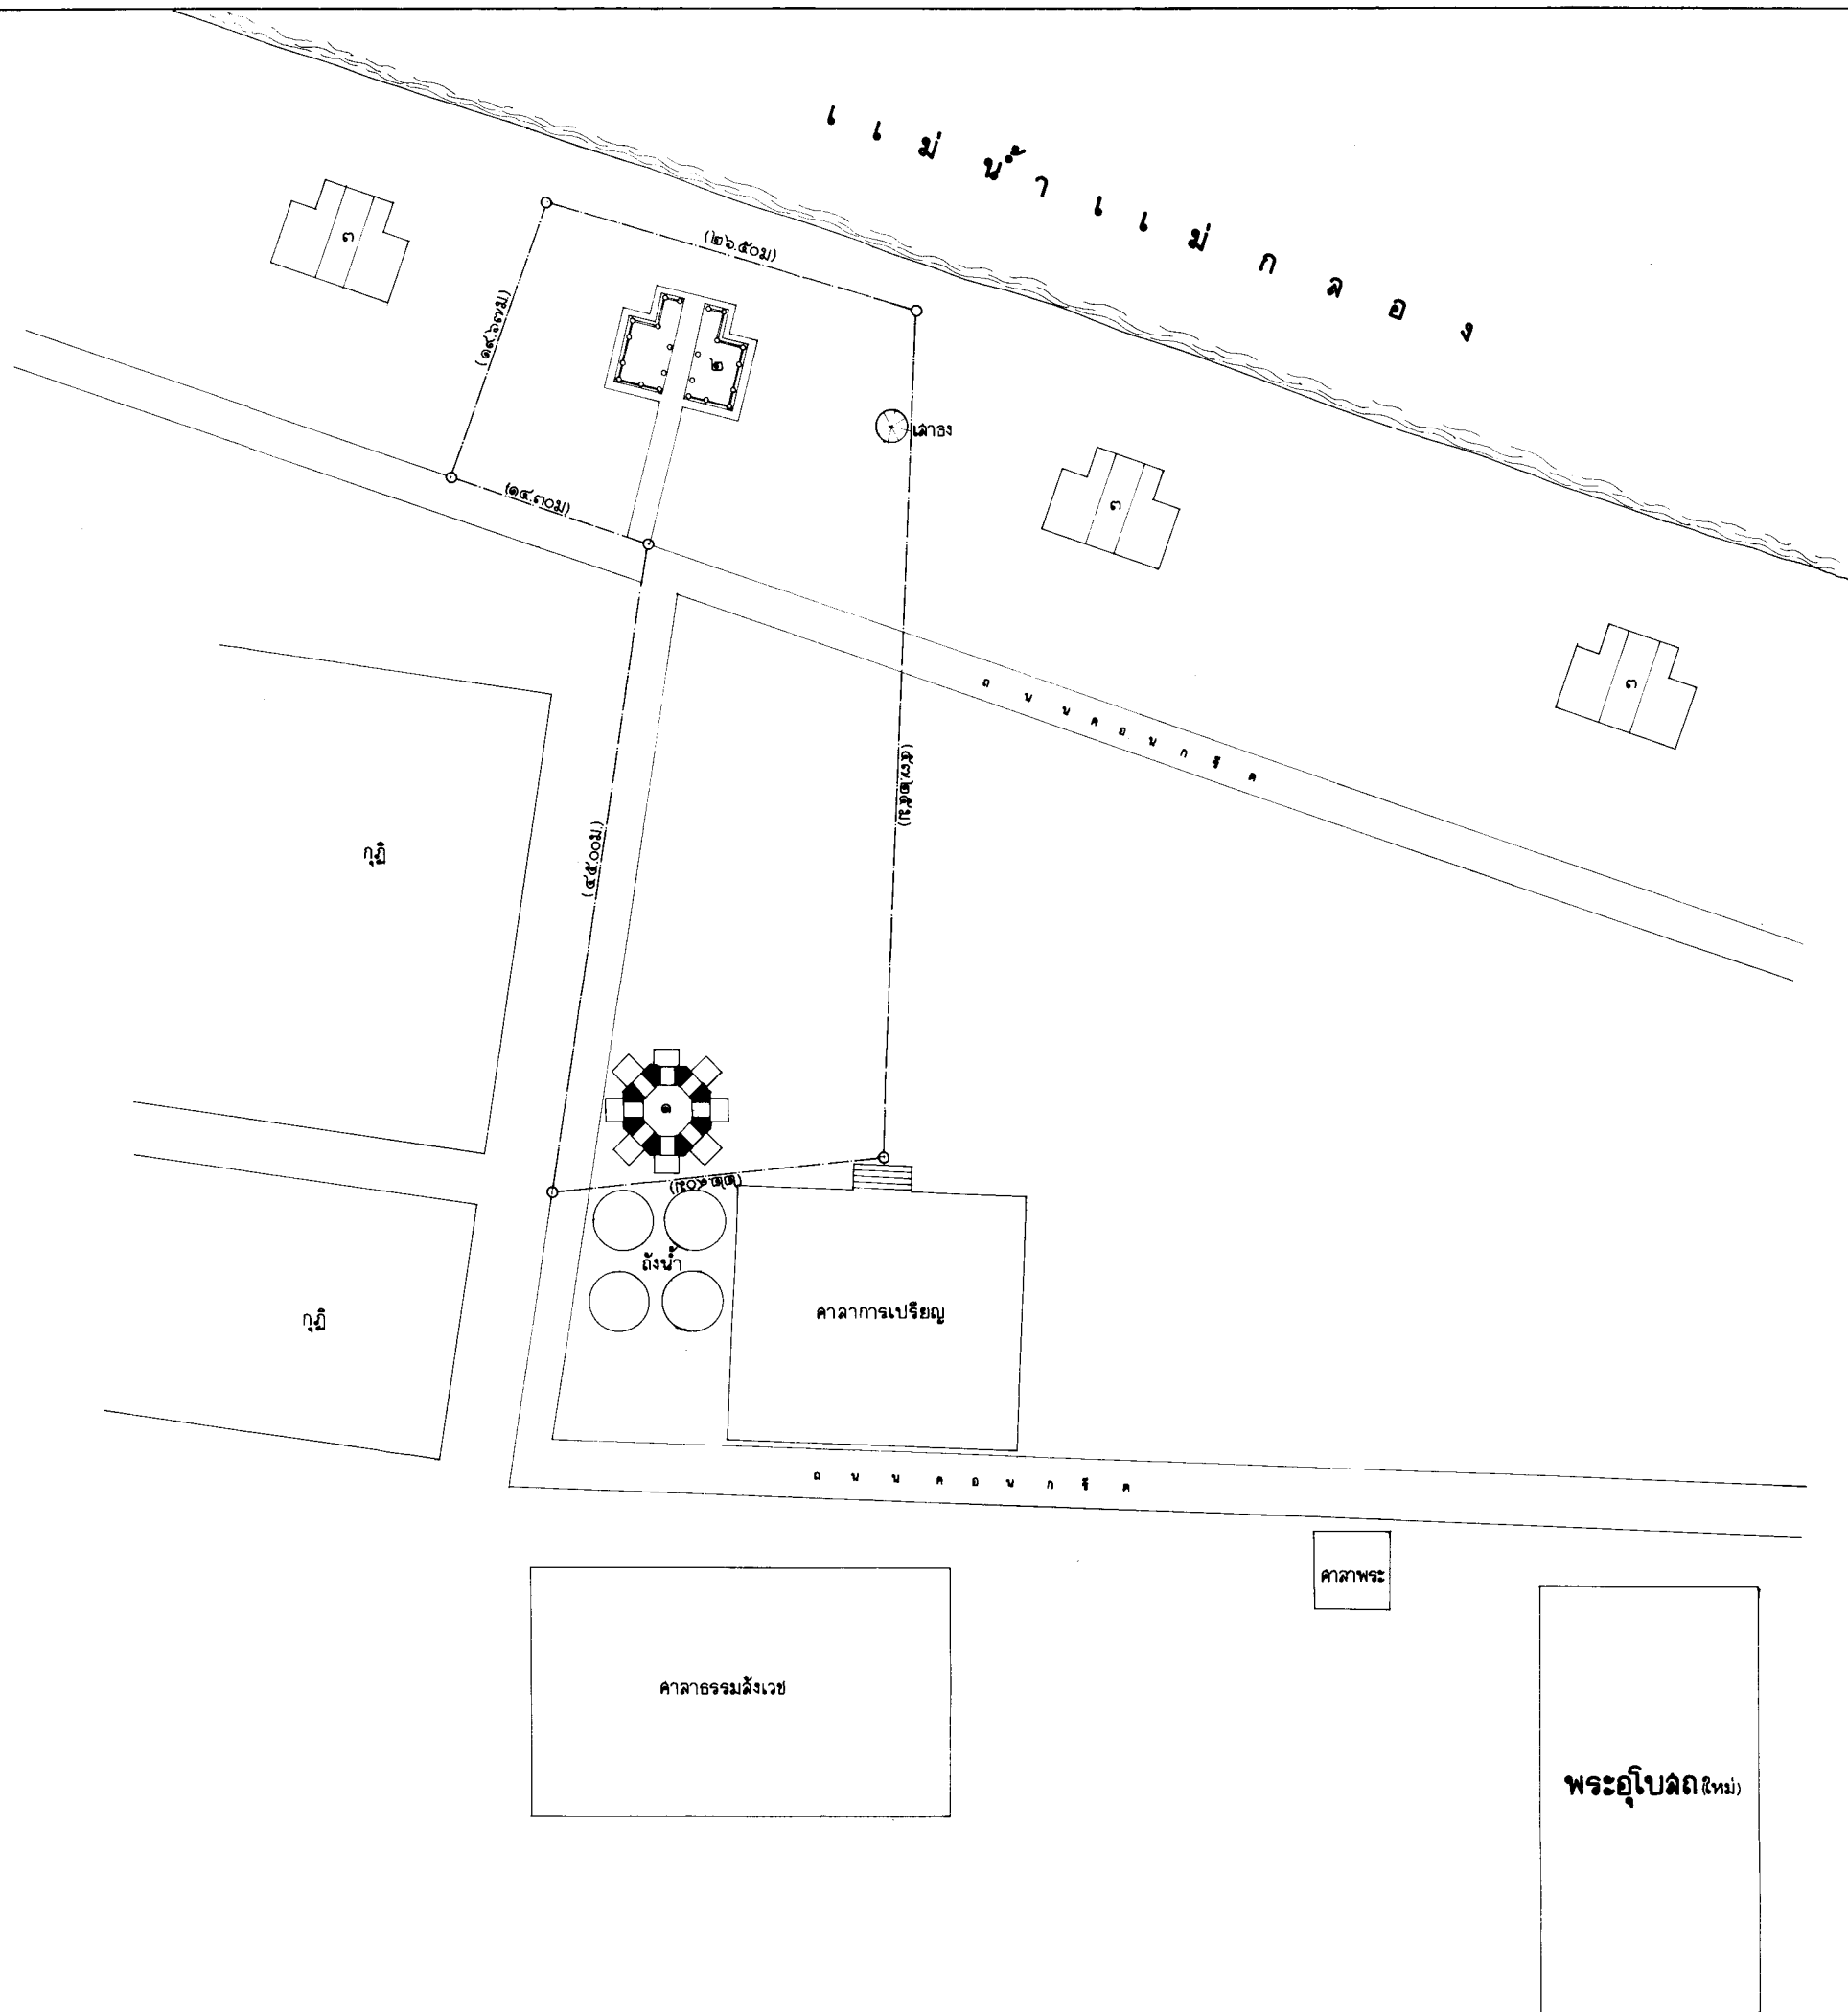 แม่น้ำแม่กลอง
๓
(๒๖.๕๐ม)
(๑๙.๖๗ม)
๒
เสาธง
(๑๔.๓๐ม)
๓
๓
ถนนคอนกรีต
(๕๗.๒๕ม)
(๔๕.๐๐ม.)
กุฏิ
๑
ถังน้ำ
ศาลาการเปรียญ
กุฏิ
ถนนคอนกรีต
ศาลาพระ
ศาลาธรรมสังเวช
พระอุโบสถ(ใหม่)